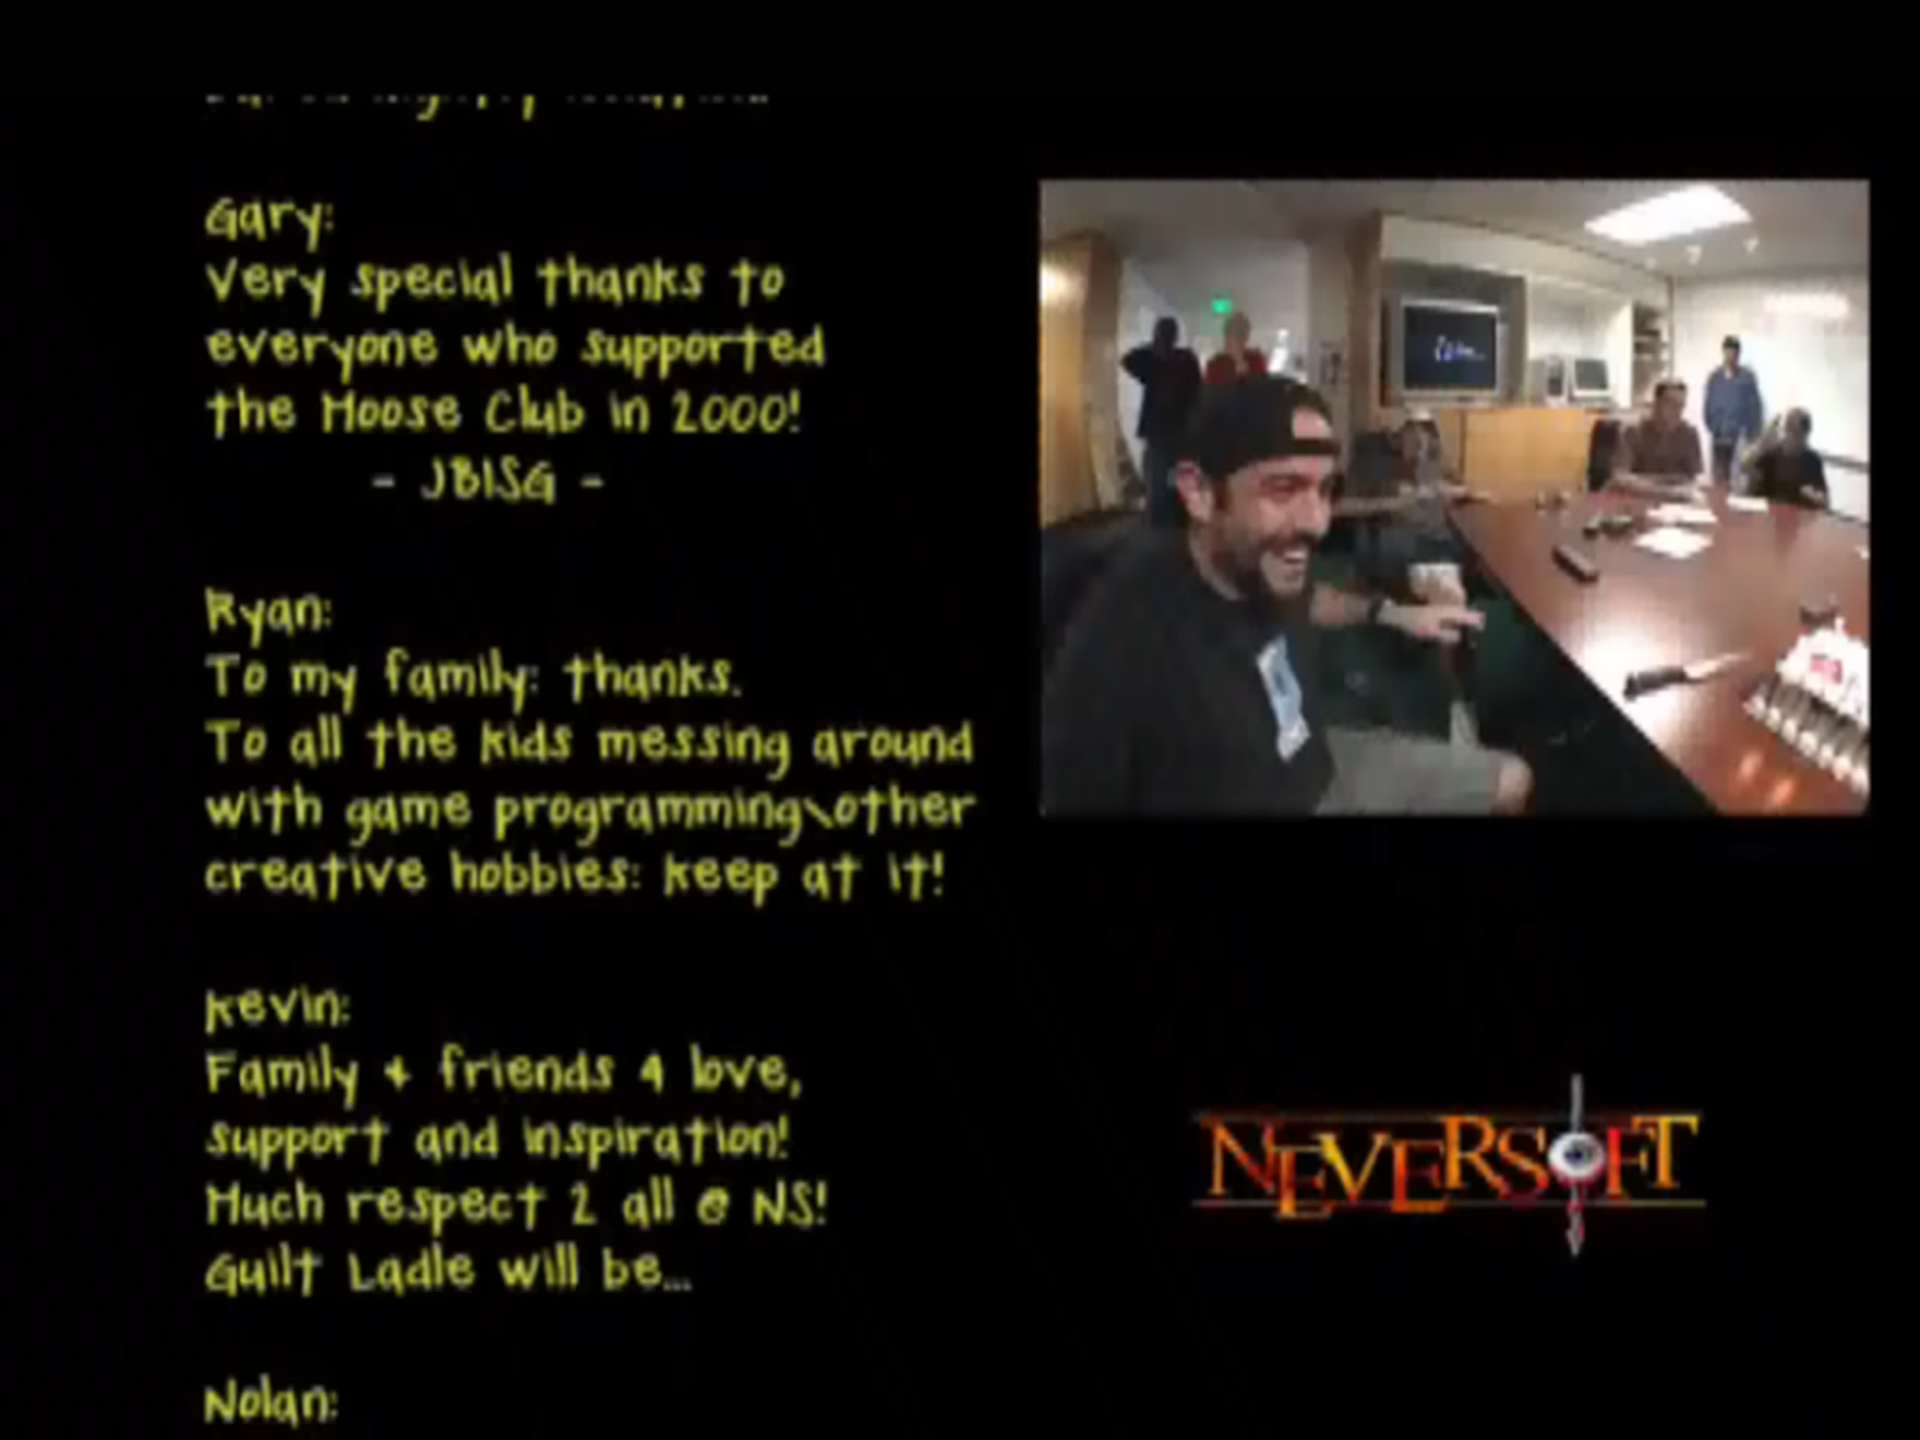 Gary:
Very special thanks to
everyone who supported
the Moose Club in 2000!
- JBISG -
Ryan:
To my family: thanks.
To all the kids messing around
with game programming\other
creative hobbies: keep at it!
Kevin:
Family + friends 4 love,
support and inspiration!
Much respect 2 all @ NS!
Guilt Ladle will be...
Nolan:
NEVERSOFT